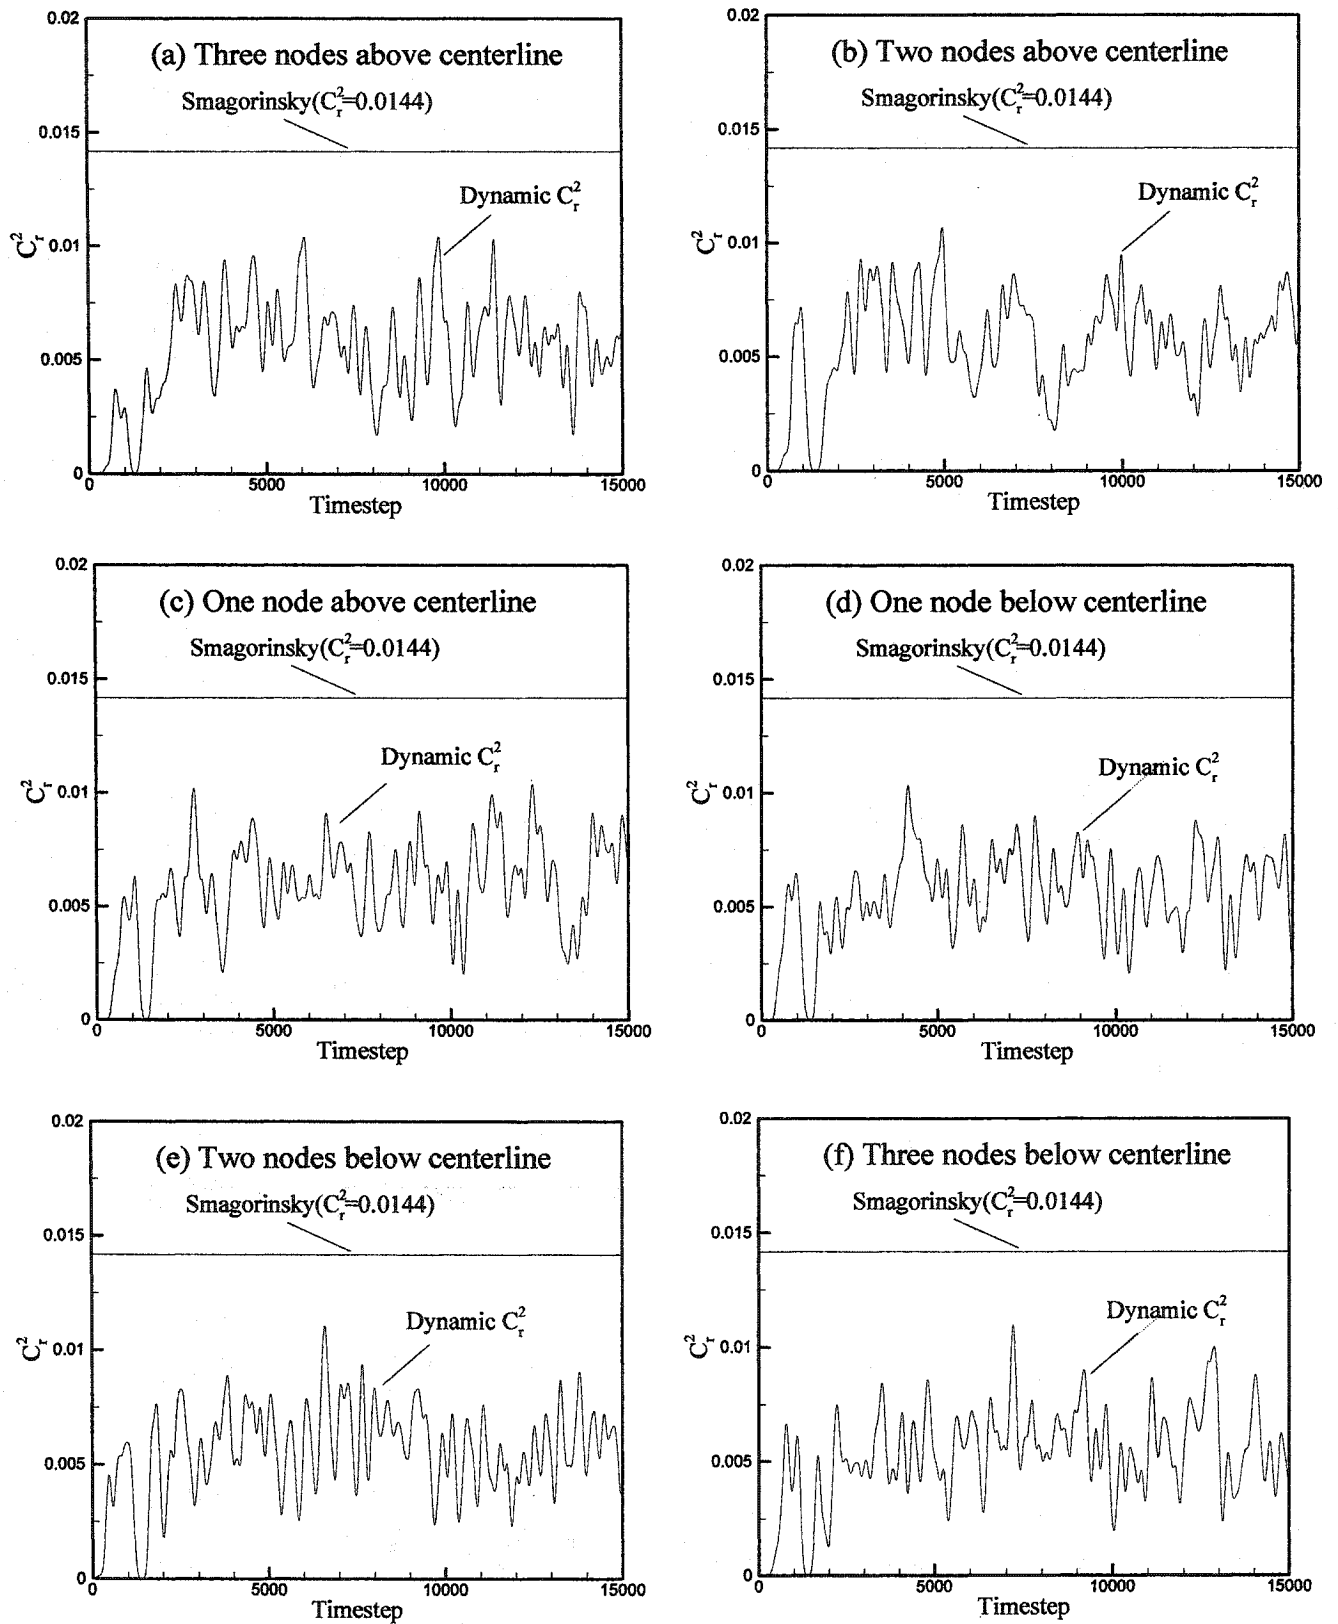 0.02
(a) Three nodes above centerline
Smagorinsky(C_r^2=0.0144)
0.015
Dynamic C_r^2
C_r^2
0.01
0.005
0
0 5000 10000 15000
Timestep
0.02
(b) Two nodes above centerline
Smagorinsky(C_r^2=0.0144)
0.015
Dynamic C_r^2
C_r^2
0.01
0.005
0
0 5000 10000 15000
Timestep
0.02
(c) One node above centerline
Smagorinsky(C_r^2=0.0144)
0.015
Dynamic C_r^2
C_r^2
0.01
0.005
0
0 5000 10000 15000
Timestep
0.02
(d) One node below centerline
Smagorinsky(C_r^2=0.0144)
0.015
Dynamic C_r^2
C_r^2
0.01
0.005
0
0 5000 10000 15000
Timestep
0.02
(e) Two nodes below centerline
Smagorinsky(C_r^2=0.0144)
0.015
Dynamic C_r^2
C_r^2
0.01
0.005
0
0 5000 10000 15000
Timestep
0.02
(f) Three nodes below centerline
Smagorinsky(C_r^2=0.0144)
0.015
Dynamic C_r^2
C_r^2
0.01
0.005
0
0 5000 10000 15000
Timestep